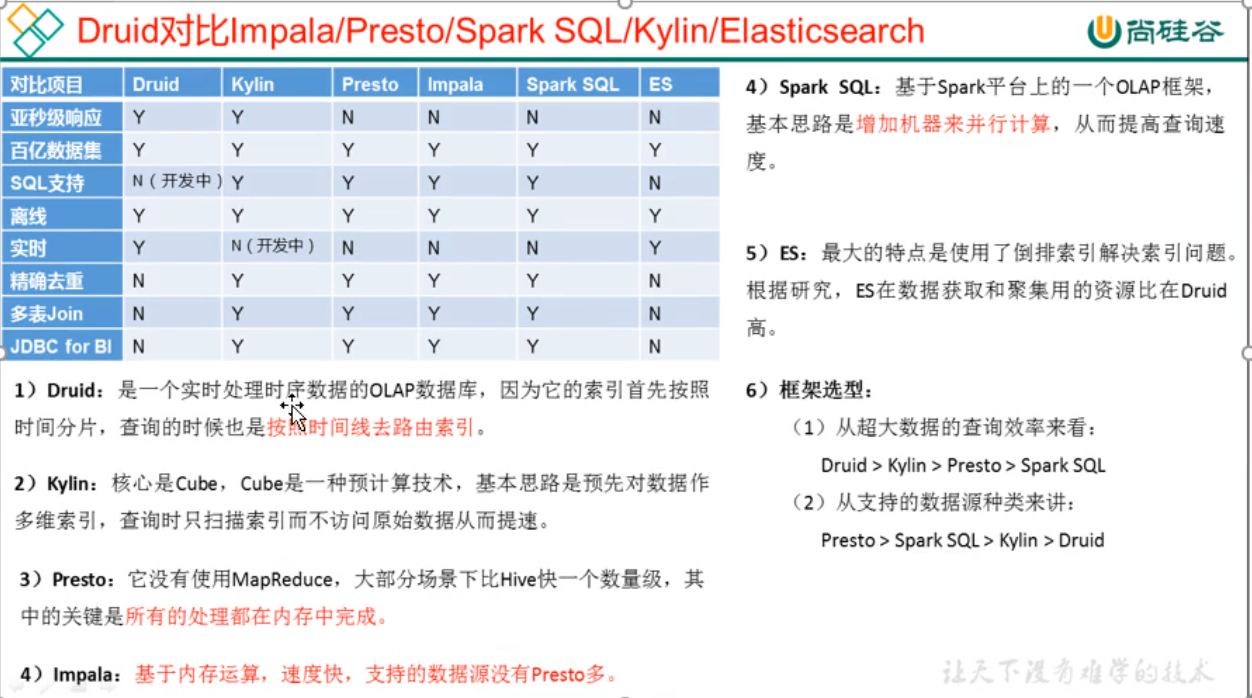 Druid对比Impala/Presto/Spark SQL/Kylin/Elasticsearch
尚硅谷
对比项目 Druid Kylin Presto Impala Spark SQL ES
亚秒级响应 Y Y N N N N
百亿数据集 Y Y Y Y Y Y
SQL支持 N（开发中） Y Y Y Y N
离线 Y Y Y Y Y Y
实时 Y N（开发中） N N N Y
精确去重 N Y Y Y Y N
多表Join N Y Y Y Y N
JDBC for BI N Y Y Y Y N
1）Druid：是一个实时处理时序数据的OLAP数据库，因为它的索引首先按照
时间分片，查询的时候也是按照时间线去路由索引。
2）Kylin：核心是Cube，Cube是一种预计算技术，基本思路是预先对数据作
多维索引，查询时只扫描索引而不访问原始数据从而提速。
3）Presto：它没有使用MapReduce，大部分场景下比Hive快一个数量级，其
中的关键是所有的处理都在内存中完成。
4）Impala：基于内存运算，速度快，支持的数据源没有Presto多。
4）Spark SQL：基于Spark平台上的一个OLAP框架，
基本思路是增加机器来并行计算，从而提高查询速
度。
5）ES：最大的特点是使用了倒排索引解决索引问题。
根据研究，ES在数据获取和聚集用的资源比在Druid
高。
6）框架选型：
（1）从超大数据的查询效率来看：
Druid > Kylin > Presto > Spark SQL
（2）从支持的数据源种类来讲：
Presto > Spark SQL > Kylin > Druid
让天下没有难学的技术